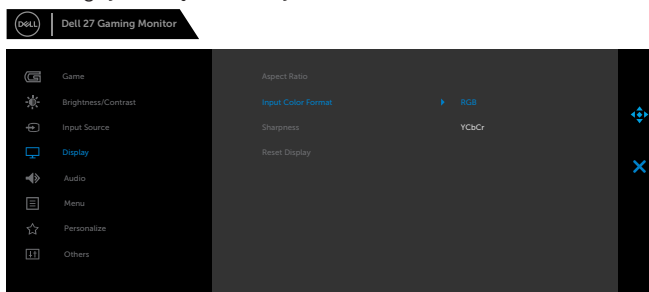 DELL
Dell 27 Gaming Monitor
Game
Aspect Ratio
Brightness/Contrast
Input Color Format
RGB
Input Source
Sharpness
YCbCr
Display
Reset Display
Audio
Menu
Personalize
Others